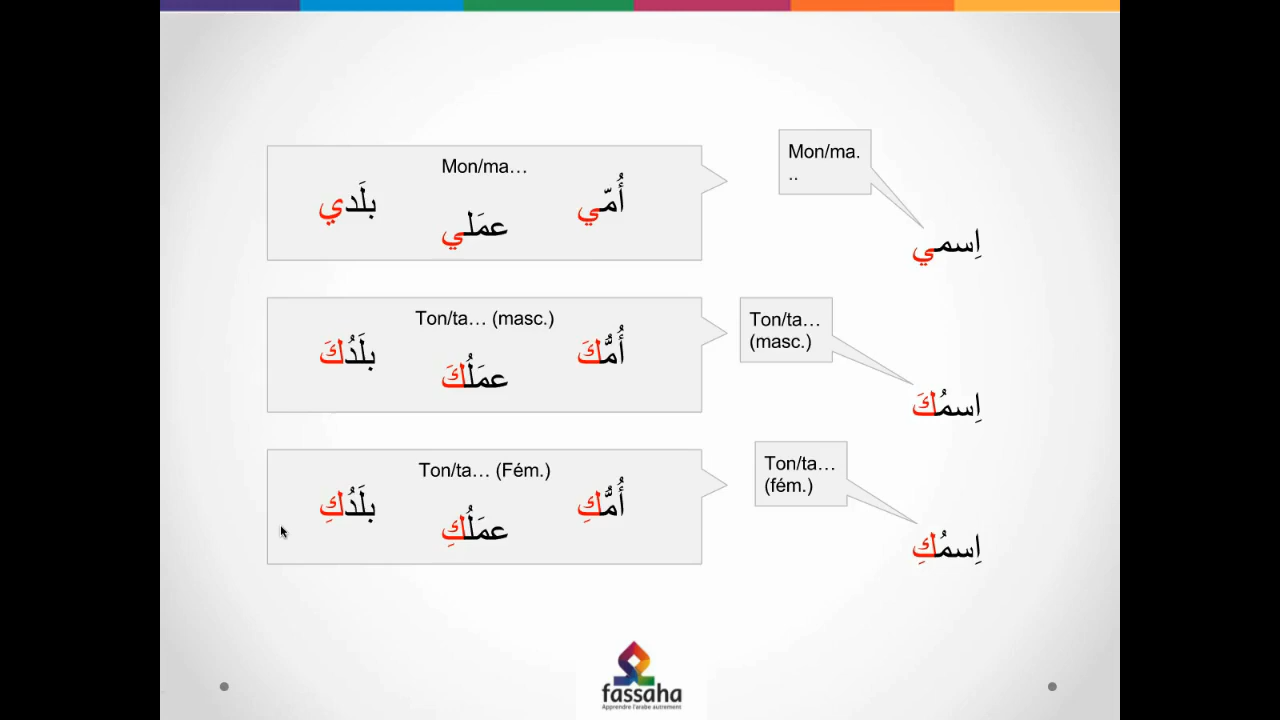 Mon/ma…
أُمّي
عمَلي
بلَدي
Mon/ma.
..
اِسمي
Ton/ta… (masc.)
أُمُّكَ
عمَلُكَ
بلَدُكَ
Ton/ta…
(masc.)
اِسمُكَ
Ton/ta… (Fém.)
أُمُّكِ
عمَلُكِ
بلَدُكِ
Ton/ta…
(fém.)
اِسمُكِ
fassaha
Apprendre l'arabe autrement